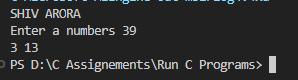 SHIV ARORA
Enter a numbers 39
3 13
PS D:\C Assignements\Run C Programs>